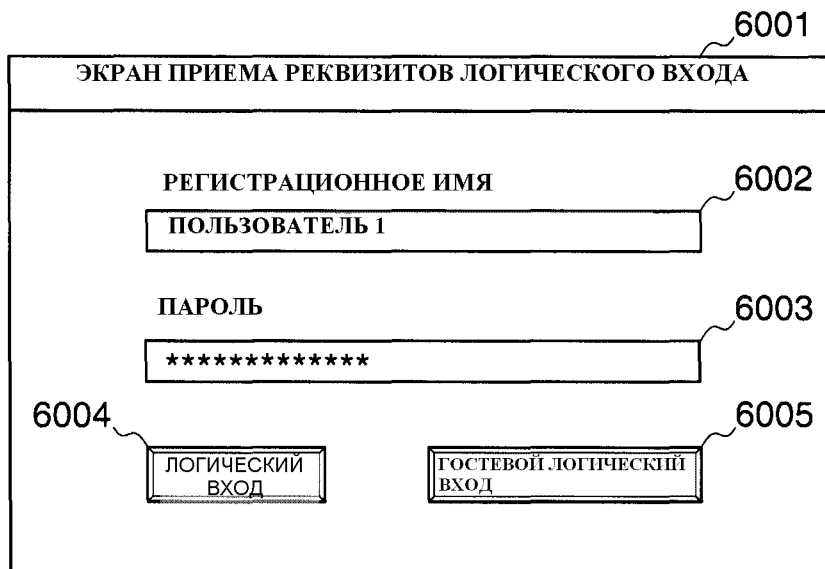 6001
ЭКРАН ПРИЕМА РЕКВИЗИТОВ ЛОГИЧЕСКОГО ВХОДА
РЕГИСТРАЦИОННОЕ ИМЯ
6002
ПОЛЬЗОВАТЕЛЬ 1
ПАРОЛЬ
6003
*************
6004
6005
ЛОГИЧЕСКИЙ
ВХОД
ГОСТЕВОЙ ЛОГИЧЕСКИЙ
ВХОД